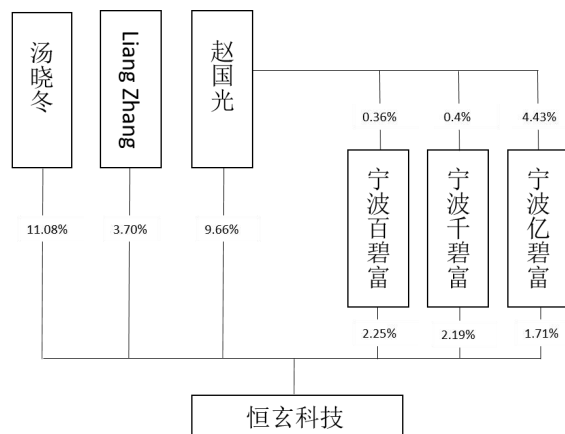 汤晓冬
Liang Zhang
赵国光
0.36%
0.4%
4.43%
宁波百碧富
宁波千碧富
宁波亿碧富
11.08%
3.70%
9.66%
2.25%
2.19%
1.71%
恒玄科技